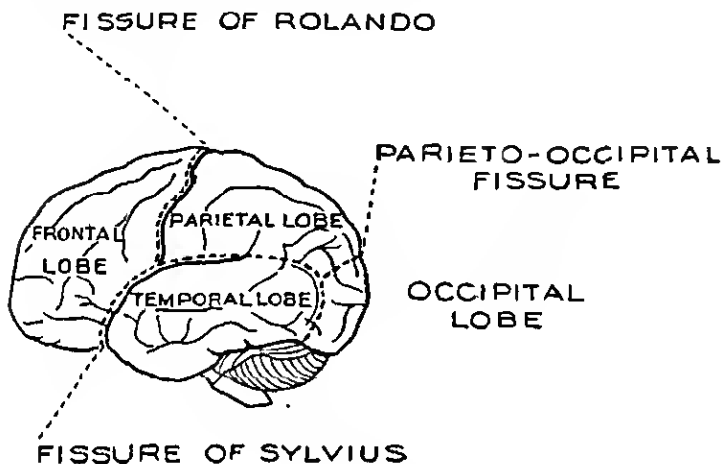 FISSURE OF ROLANDO
PARIETO-OCCIPITAL
FISSURE
FRONTAL
LOBE
PARIETAL LOBE
TEMPORAL LOBE
OCCIPITAL
LOBE
FISSURE OF SYLVIUS